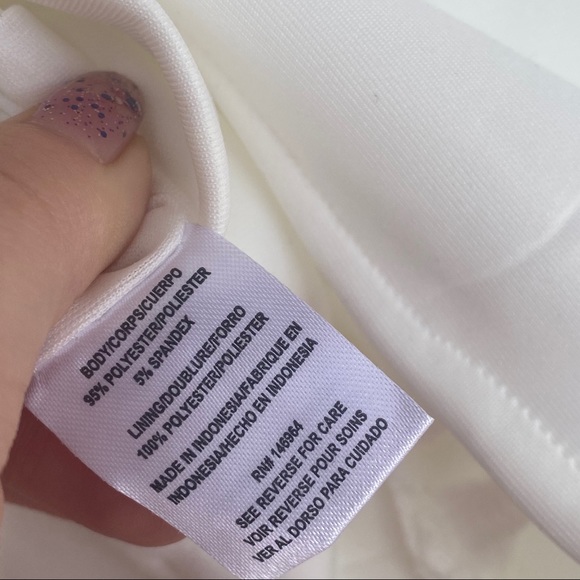 BODY/CORPS/CUERPO
95% POLYESTER/POLIESTER
5% SPANDEX
LINING/DOUBLURE/FORRO
100% POLYESTER/POLIESTER
MADE IN INDONESIA/FABRIQUE EN
INDONESIA/HECHO EN INDONESIA
RN# 146964
SEE REVERSE FOR CARE
VOIR REVERSE POUR SOINS
VER AL DORSO PARA CUIDADO